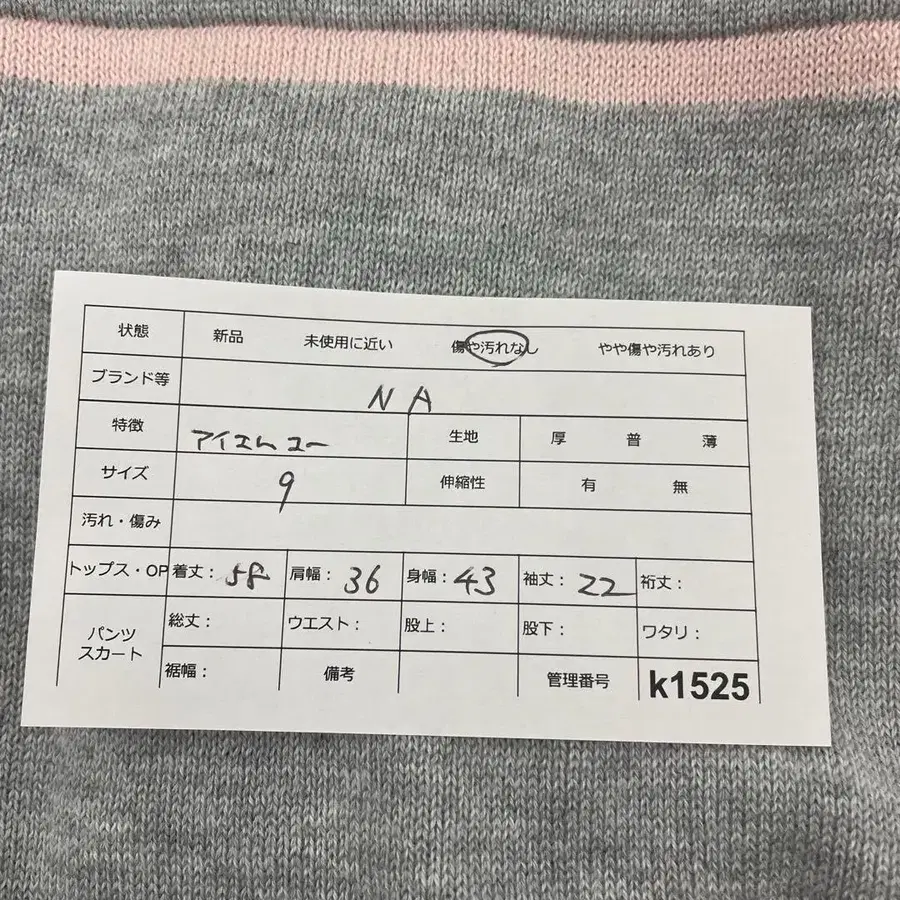 状態 新品 未使用に近い 傷や汚れなし やや傷や汚れあり
ブランド等 NA
特徴 アイエムユー 生地 厚 普 薄
サイズ 9 伸縮性 有 無
汚れ・傷み
トップス・OP 着丈： 58 肩幅： 36 身幅： 43 袖丈： 22 裄丈：
パンツ スカート 総丈： ウエスト： 股上： 股下： ワタリ：
裾幅： 備考 管理番号 k1525